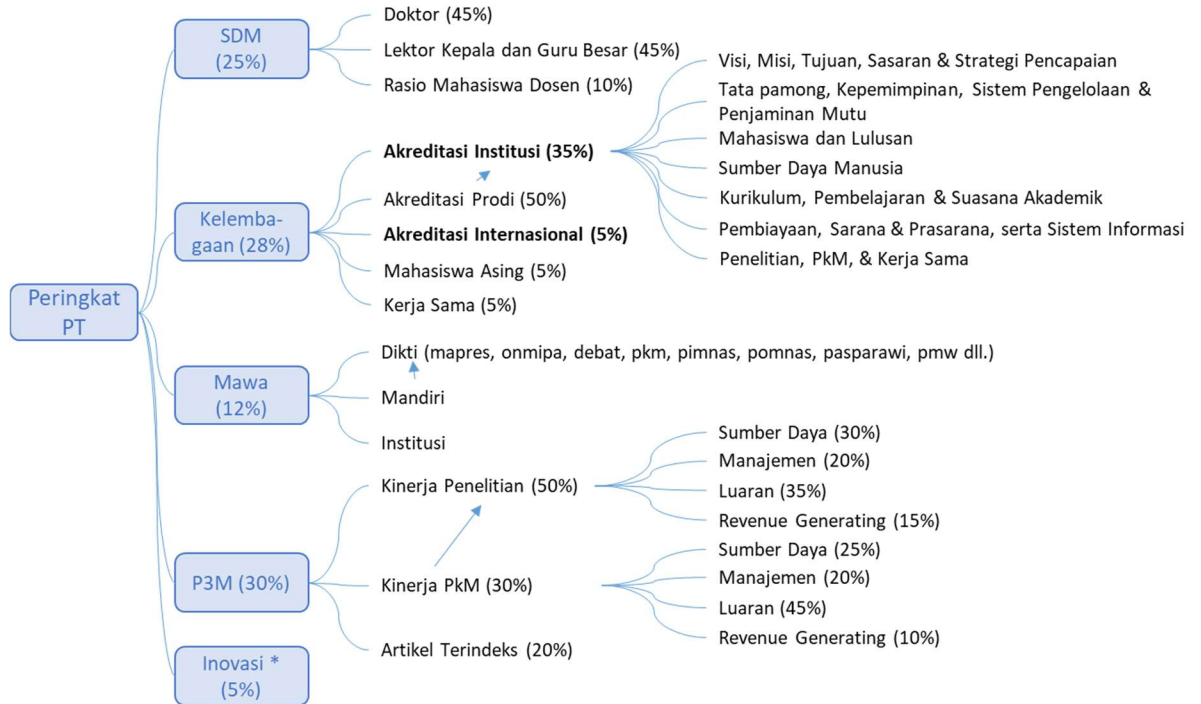 Peringkat
PT
SDM
(25%)
Doktor (45%)
Lektor Kepala dan Guru Besar (45%)
Rasio Mahasiswa Dosen (10%)
Kelemba-
gaan (28%)
Akreditasi Institusi (35%)
Visi, Misi, Tujuan, Sasaran & Strategi Pencapaian
Tata pamong, Kepemimpinan, Sistem Pengelolaan &
Penjaminan Mutu
Mahasiswa dan Lulusan
Sumber Daya Manusia
Kurikulum, Pembelajaran & Suasana Akademik
Pembiayaan, Sarana & Prasarana, serta Sistem Informasi
Penelitian, PkM, & Kerja Sama
Akreditasi Prodi (50%)
Akreditasi Internasional (5%)
Mahasiswa Asing (5%)
Kerja Sama (5%)
Mawa
(12%)
Dikti (mapres, onmipa, debat, pkm, pimnas, pomnas, pasparawi, pmw dll.)
Mandiri
Institusi
P3M (30%)
Kinerja Penelitian (50%)
Sumber Daya (30%)
Manajemen (20%)
Luaran (35%)
Revenue Generating (15%)
Kinerja PkM (30%)
Sumber Daya (25%)
Manajemen (20%)
Luaran (45%)
Revenue Generating (10%)
Artikel Terindeks (20%)
Inovasi *
(5%)